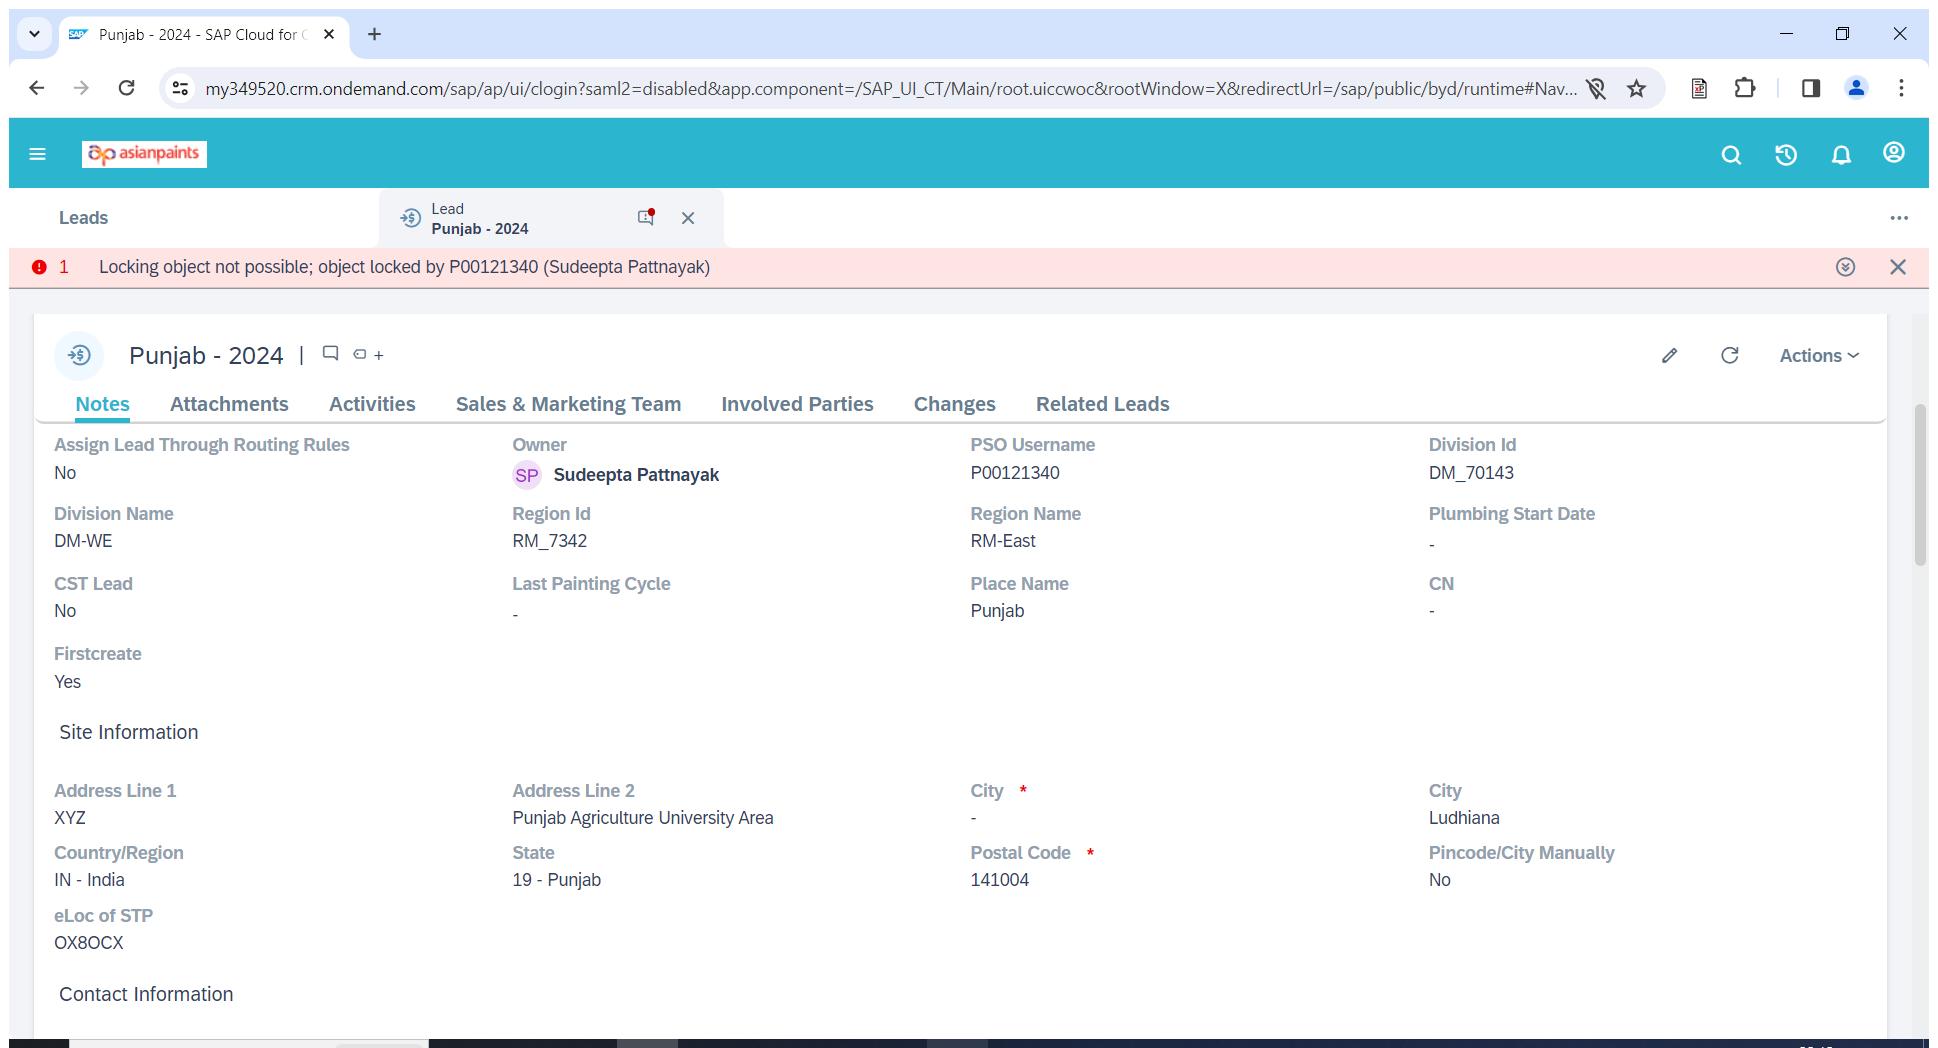 Punjab - 2024 - SAP Cloud for C
my349520.crm.ondemand.com/sap/ap/ui/clogin?saml2=disabled&app.component=/SAP_UI_CT/Main/root.uiccwoc&rootWindow=X&redirectUrl=/sap/public/byd/runtime#Nav...
asianpaints
Leads
Lead
Punjab - 2024
1 Locking object not possible; object locked by P00121340 (Sudeepta Pattnayak)
Punjab - 2024 |
Actions
Notes Attachments Activities Sales & Marketing Team Involved Parties Changes Related Leads
Assign Lead Through Routing Rules Owner PSO Username Division Id
No SP Sudeepta Pattnayak P00121340 DM_70143
Division Name Region Id Region Name Plumbing Start Date
DM-WE RM_7342 RM-East -
CST Lead Last Painting Cycle Place Name CN
No - Punjab -
Firstcreate
Yes
Site Information
Address Line 1 Address Line 2 City * City
XYZ Punjab Agriculture University Area - Ludhiana
Country/Region State Postal Code * Pincode/City Manually
IN - India 19 - Punjab 141004 No
eLoc of STP
OX8OCX
Contact Information